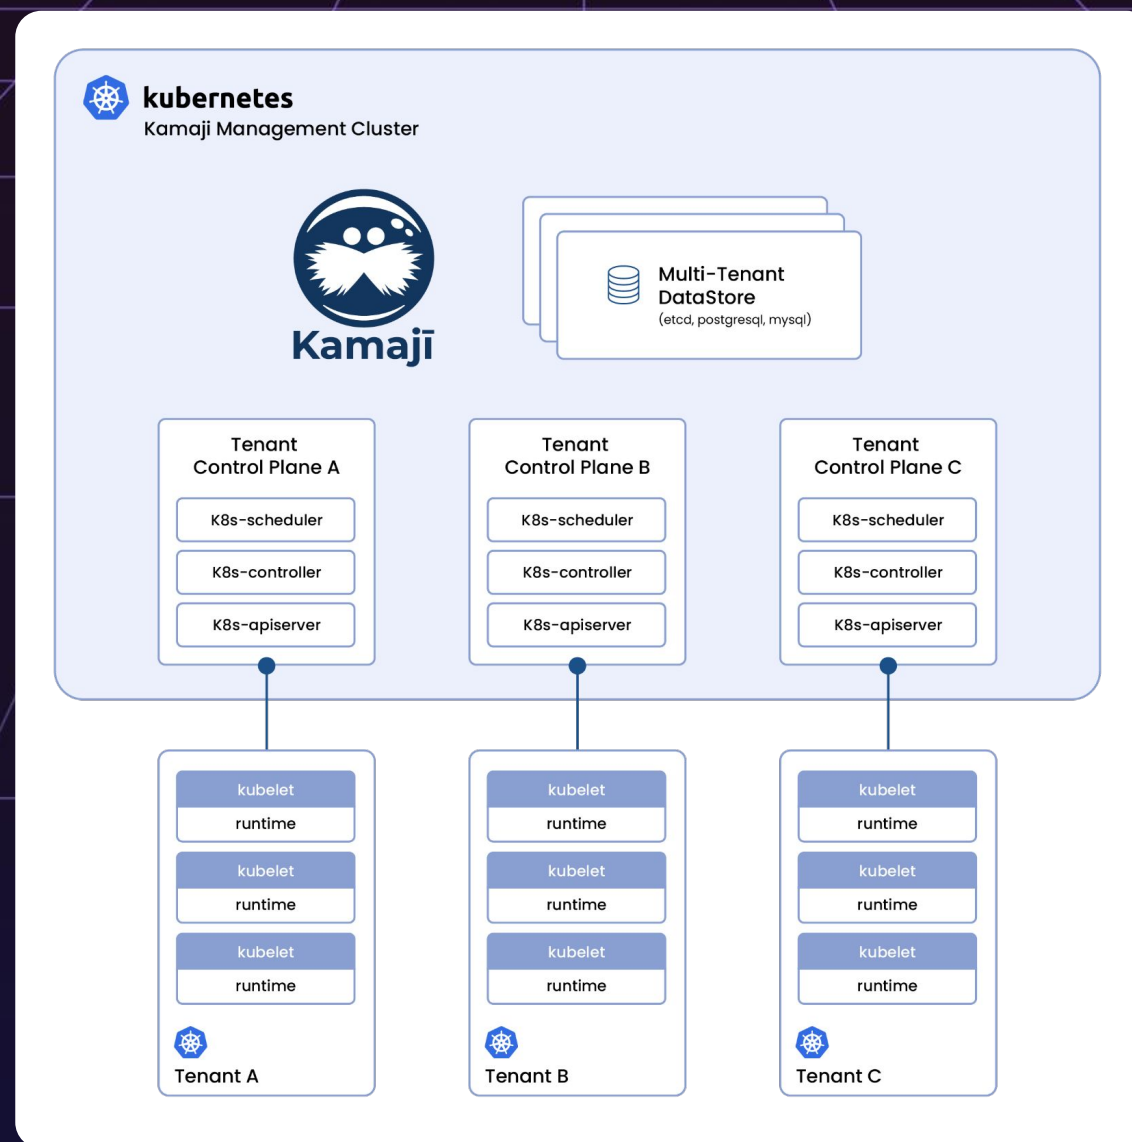 kubernetes
Kamaji Management Cluster
Kamajī
Multi-Tenant
DataStore
(etcd, postgresql, mysql)
Tenant
Control Plane A
K8s-scheduler
K8s-controller
K8s-apiserver
Tenant
Control Plane B
K8s-scheduler
K8s-controller
K8s-apiserver
Tenant
Control Plane C
K8s-scheduler
K8s-controller
K8s-apiserver
kubelet
runtime
kubelet
runtime
kubelet
runtime
Tenant A
kubelet
runtime
kubelet
runtime
kubelet
runtime
Tenant B
kubelet
runtime
kubelet
runtime
kubelet
runtime
Tenant C